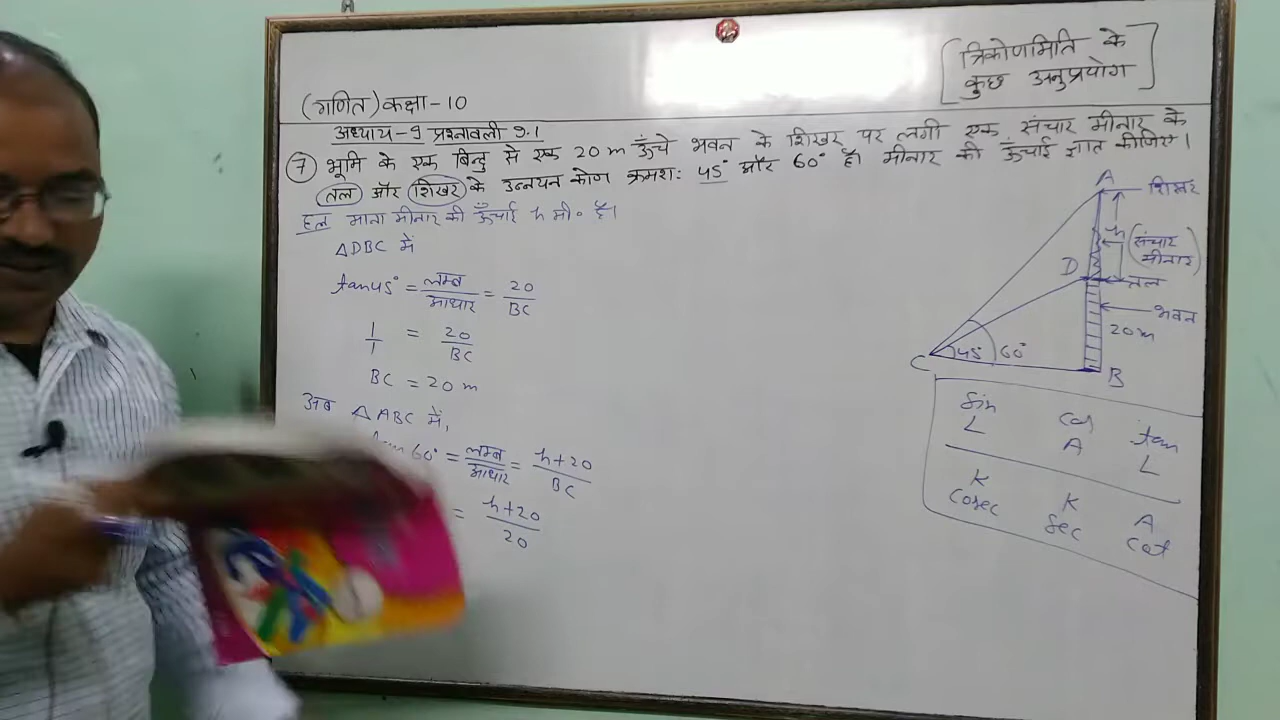 [त्रिकोणमिति के
कुछ अनुप्रयोग]
(गणित) कक्षा-10
अध्याय-9 प्रश्नावली 9.1
7 भूमि के एक बिन्दु से एक 20 m ऊँचे भवन के शिखर पर लगी एक संचार मीनार के
तल और शिखर के उन्नयन कोण क्रमशः 45° और 60° है। मीनार की ऊँचाई ज्ञात कीजिए।
हल माना मीनार की ऊँचाई h मी० है।
ΔDBC में
tan45° = लम्ब/आधार = 20/BC
1/1 = 20/BC
BC = 20 m
अब ΔABC में,
60° = लम्ब/आधार = h+20/BC
= h+20/20
A शिखर
h (संचार
मीनार)
D तल
भवन
20m
C 45° 60°
B
Sin Cos tan
L A L
K K A
Cosec Sec Cot